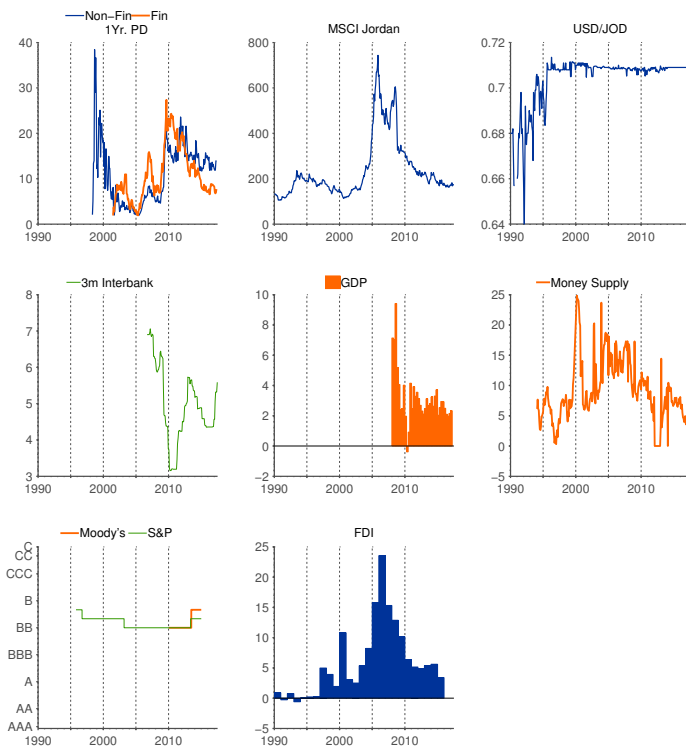 Non−Fin Fin
1Yr. PD
40
30
20
10
0
1990 2000 2010
MSCI Jordan
800
600
400
200
0
1990 2000 2010
USD/JOD
0.72
0.7
0.68
0.66
0.64
1990 2000 2010
3m Interbank
8
7
6
5
4
3
1990 2000 2010
GDP
10
8
6
4
2
0
−2
1990 2000 2010
Money Supply
25
20
15
10
5
0
−5
1990 2000 2010
Moody's S&P
C
CC
CCC
B
BB
BBB
A
AA
AAA
1990 2000 2010
FDI
25
20
15
10
5
0
−5
1990 2000 2010